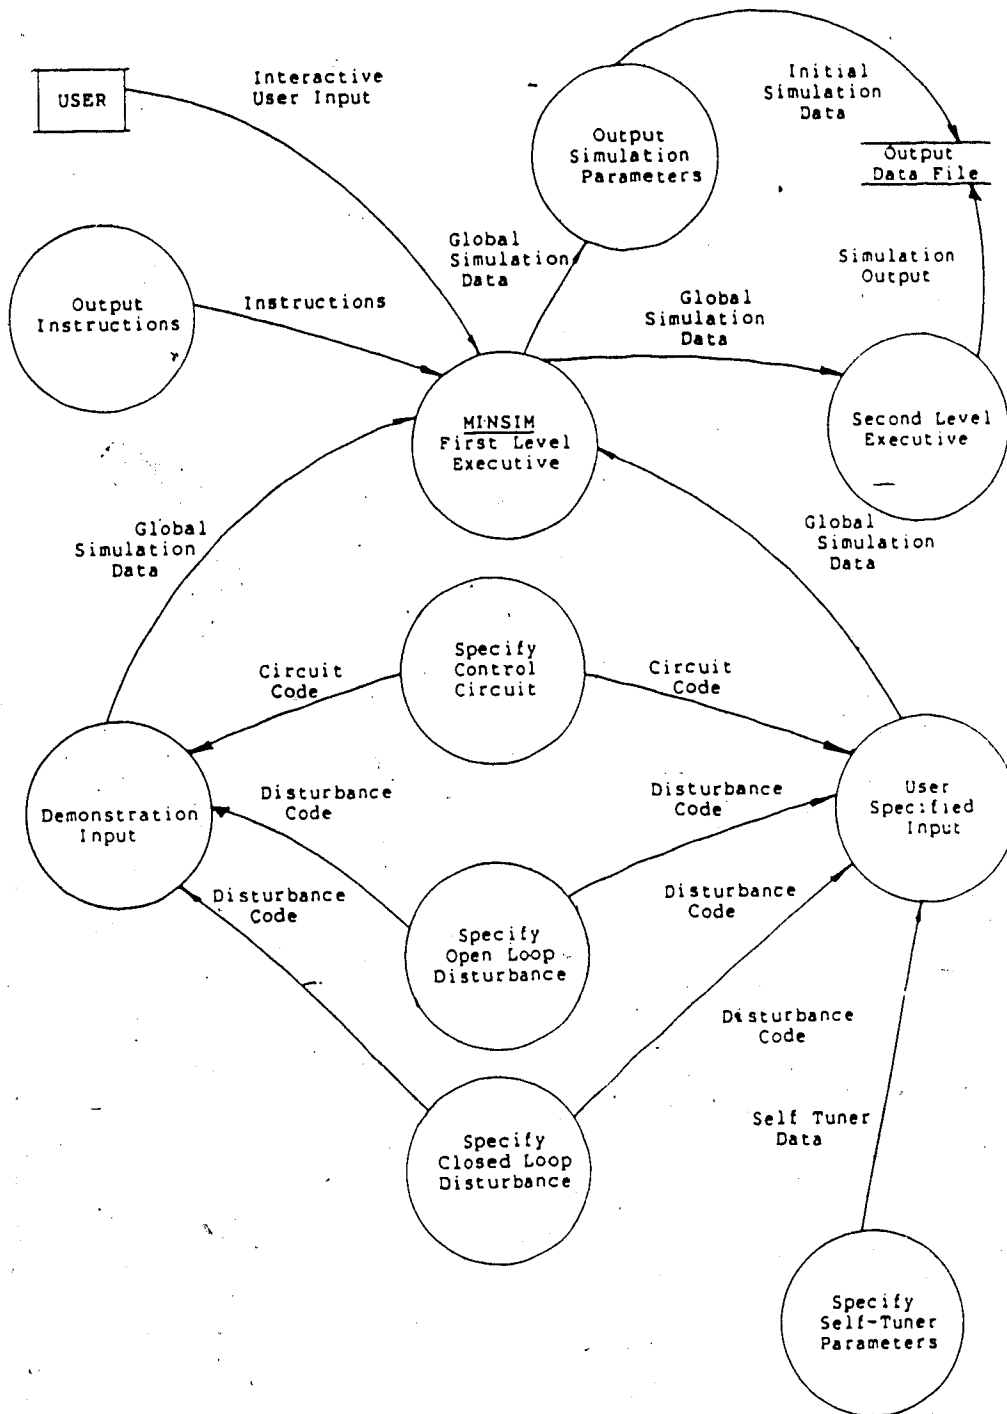 USER
Interactive
User Input
Output
Simulation
Parameters
Initial
Simulation
Data
Output
Data File
Output
Instructions
Instructions
Global
Simulation
Data
Global
Simulation
Data
Simulation
Output
MINSIM
First Level
Executive
Second Level
Executive
Global
Simulation
Data
Global
Simulation
Data
Specify
Control
Circuit
Circuit
Code
Circuit
Code
Demonstration
Input
Disturbance
Code
Disturbance
Code
User
Specified
Input
Disturbance
Code
Disturbance
Code
Specify
Open Loop
Disturbance
Disturbance
Code
Specify
Closed Loop
Disturbance
Self Tuner
Data
Specify
Self-Tuner
Parameters